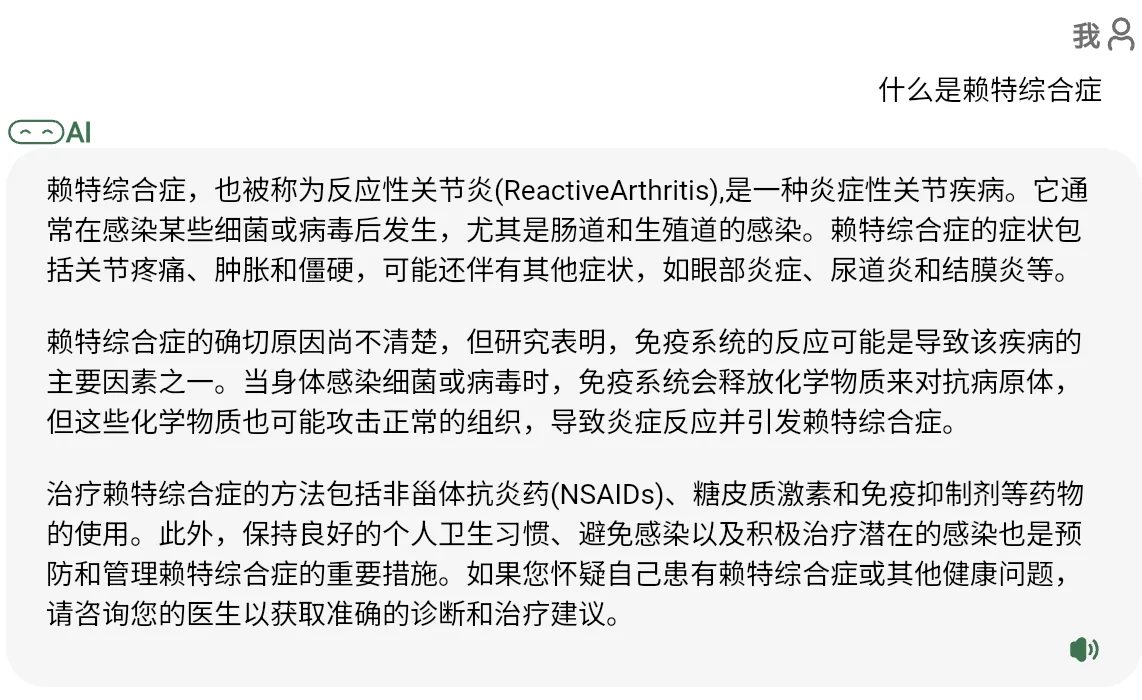 我
什么是赖特综合症
AI
赖特综合症，也被称为反应性关节炎(ReactiveArthritis),是一种炎症性关节疾病。它通
常在感染某些细菌或病毒后发生，尤其是肠道和生殖道的感染。赖特综合症的症状包
括关节疼痛、肿胀和僵硬，可能还伴有其他症状，如眼部炎症、尿道炎和结膜炎等。
赖特综合症的确切原因尚不清楚，但研究表明，免疫系统的反应可能是导致该疾病的
主要因素之一。当身体感染细菌或病毒时，免疫系统会释放化学物质来对抗病原体，
但这些化学物质也可能攻击正常的组织，导致炎症反应并引发赖特综合症。
治疗赖特综合症的方法包括非甾体抗炎药(NSAIDs)、糖皮质激素和免疫抑制剂等药物
的使用。此外，保持良好的个人卫生习惯、避免感染以及积极治疗潜在的感染也是预
防和管理赖特综合症的重要措施。如果您怀疑自己患有赖特综合症或其他健康问题，
请咨询您的医生以获取准确的诊断和治疗建议。